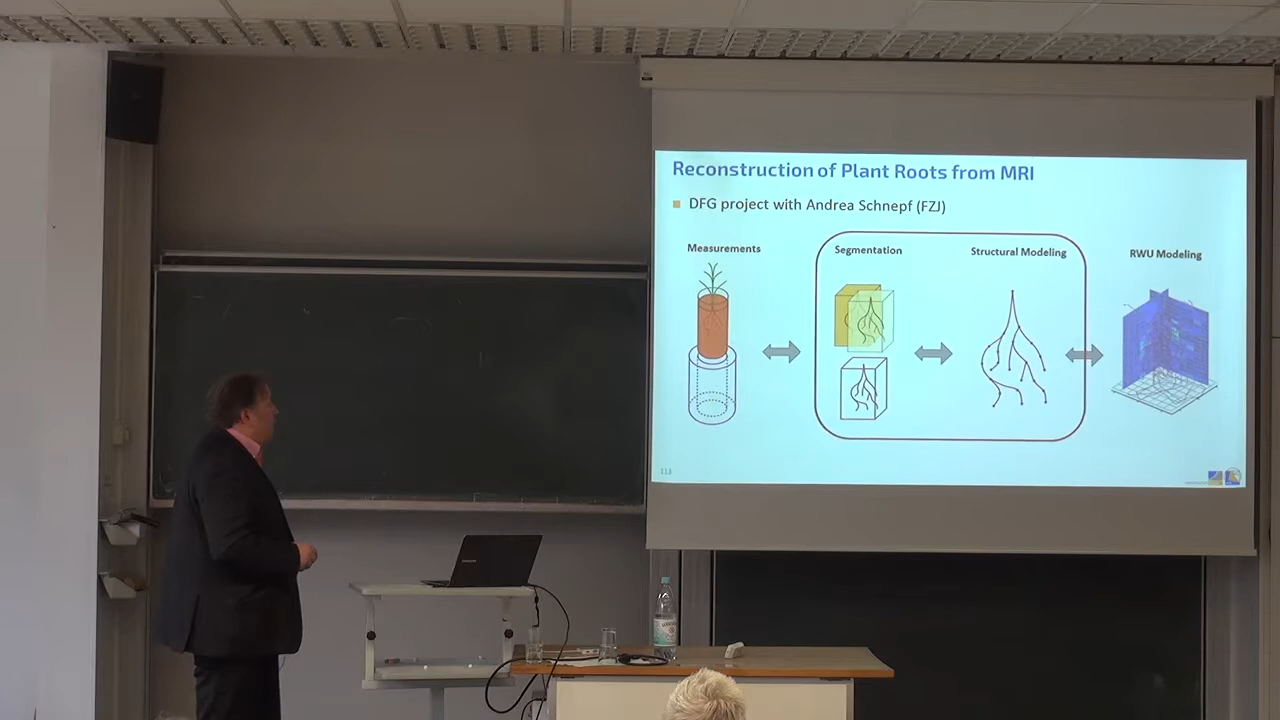 Reconstruction of Plant Roots from MRI
DFG project with Andrea Schnepf (FZJ)
Measurements
Segmentation
Structural Modeling
RWU Modeling